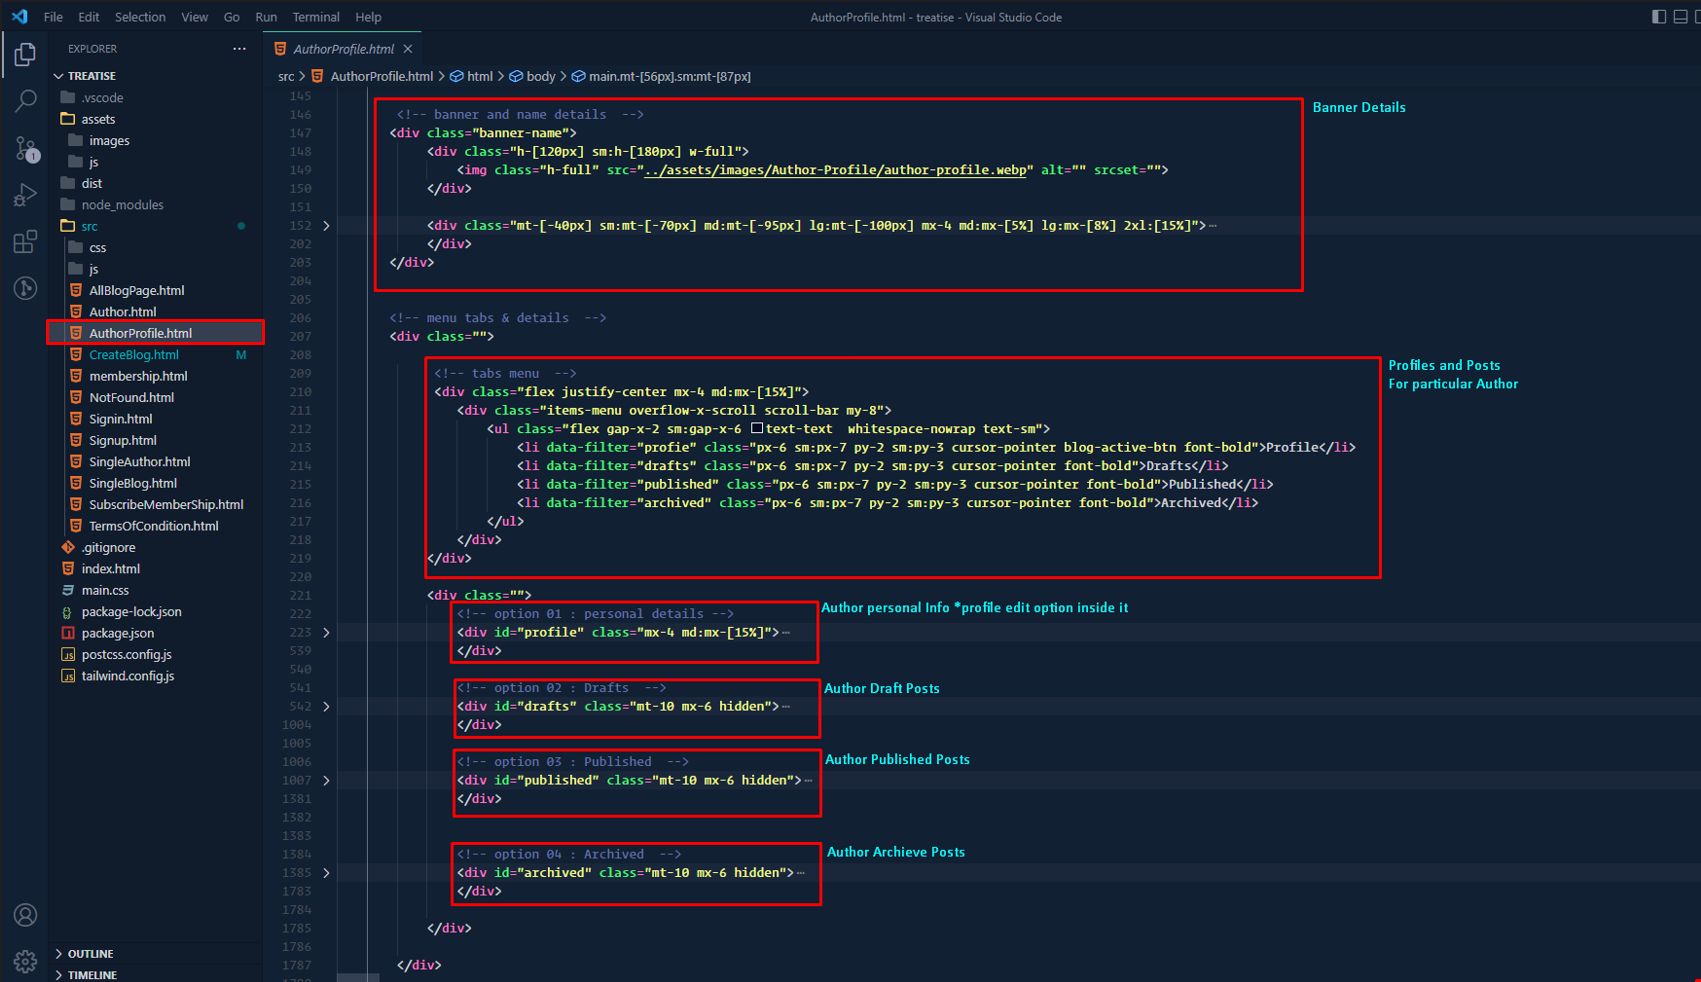 File Edit Selection View Go Run Terminal Help
AuthorProfile.html - treatise - Visual Studio Code
EXPLORER ...
TREATISE
.vscode
assets
images
js
dist
node_modules
src
css
js
AllBlogPage.html
Author.html
AuthorProfile.html
CreateBlog.html M
membership.html
NotFound.html
Signin.html
Signup.html
SingleAuthor.html
SingleBlog.html
SubscribeMemberShip.html
TermsOfCondition.html
.gitignore
index.html
main.css
package-lock.json
package.json
postcss.config.js
tailwind.config.js
OUTLINE
TIMELINE
1
AuthorProfile.html
src > AuthorProfile.html > html > body > main.mt-[56px].sm:mt-[87px]
145
146 <!-- banner and name details -->
147 <div class="banner-name">
148 <div class="h-[120px] sm:h-[180px] w-full">
149 <img class="h-full" src="../assets/images/Author-Profile/author-profile.webp" alt="" srcset="">
150 </div>
151
152 <div class="mt-[-40px] sm:mt-[-70px] md:mt-[-95px] lg:mt-[-100px] mx-4 md:mx-[5%] lg:mx-[8%] 2xl:[15%]">⋯
202 </div>
203 </div>
204
205
206 <!-- menu tabs & details -->
207 <div class="">
208
209 <!-- tabs menu -->
210 <div class="flex justify-center mx-4 md:mx-[15%]">
211 <div class="items-menu overflow-x-scroll scroll-bar my-8">
212 <ul class="flex gap-x-2 sm:gap-x-6 text-text whitespace-nowrap text-sm">
213 <li data-filter="profie" class="px-6 sm:px-7 py-2 sm:py-3 cursor-pointer blog-active-btn font-bold">Profile</li>
214 <li data-filter="drafts" class="px-6 sm:px-7 py-2 sm:py-3 cursor-pointer font-bold">Drafts</li>
215 <li data-filter="published" class="px-6 sm:px-7 py-2 sm:py-3 cursor-pointer font-bold">Published</li>
216 <li data-filter="archived" class="px-6 sm:px-7 py-2 sm:py-3 cursor-pointer font-bold">Archived</li>
217 </ul>
218 </div>
219 </div>
220
221 <div class="">
222 <!-- option 01 : personal details -->
223 <div id="profile" class="mx-4 md:mx-[15%]">⋯
539 </div>
540
541 <!-- option 02 : Drafts -->
542 <div id="drafts" class="mt-10 mx-6 hidden">⋯
1004 </div>
1005
1006 <!-- option 03 : Published -->
1007 <div id="published" class="mt-10 mx-6 hidden">⋯
1381 </div>
1382
1383
1384 <!-- option 04 : Archived -->
1385 <div id="archived" class="mt-10 mx-6 hidden">⋯
1783 </div>
1784
1785 </div>
1786
1787 </div>
Banner Details
Profiles and Posts
For particular Author
Author personal Info *profile edit option inside it
Author Draft Posts
Author Published Posts
Author Archieve Posts